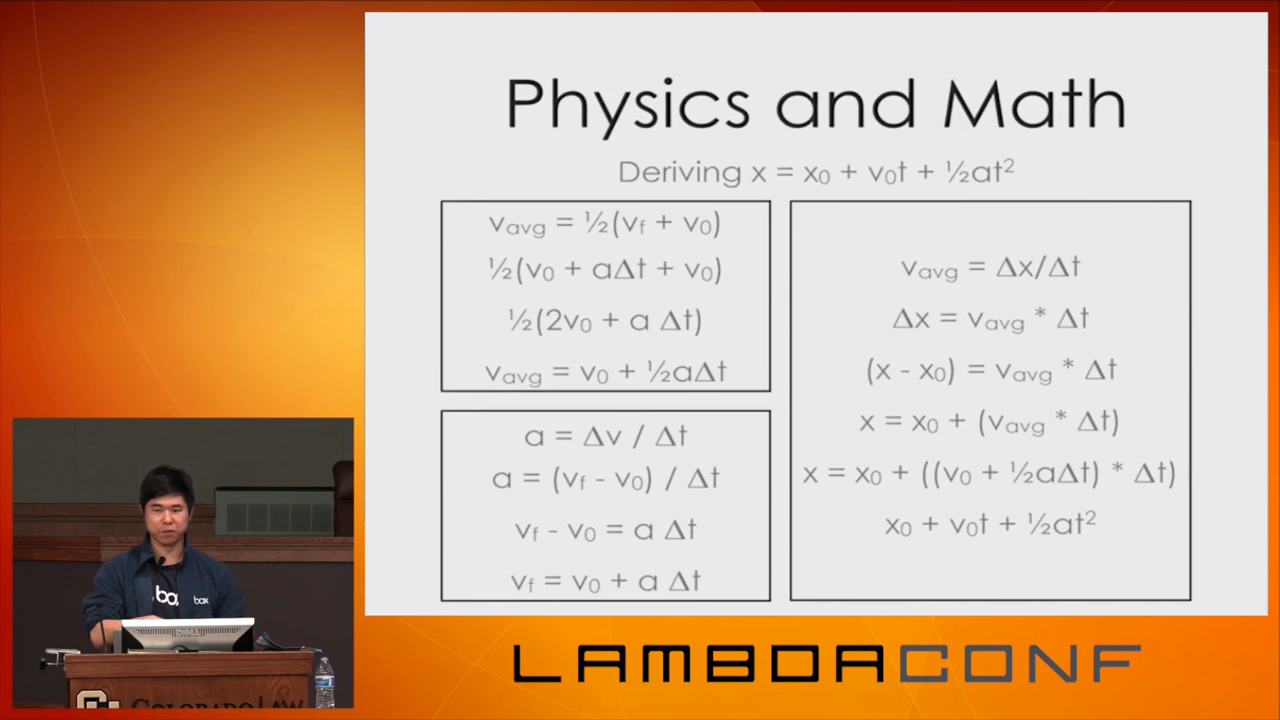 Physics and Math
Deriving x = x₀ + v₀t + ½at²
vavg = ½(vf + v₀)
½(v₀ + aΔt + v₀)
½(2v₀ + a Δt)
vavg = v₀ + ½aΔt
a = Δv / Δt
a = (vf - v₀) / Δt
vf - v₀ = a Δt
vf = v₀ + a Δt
vavg = Δx/Δt
Δx = vavg * Δt
(x - x₀) = vavg * Δt
x = x₀ + (vavg * Δt)
x = x₀ + ((v₀ + ½aΔt) * Δt)
x₀ + v₀t + ½at²
box
COLORADO LAW
LAMBDACONF